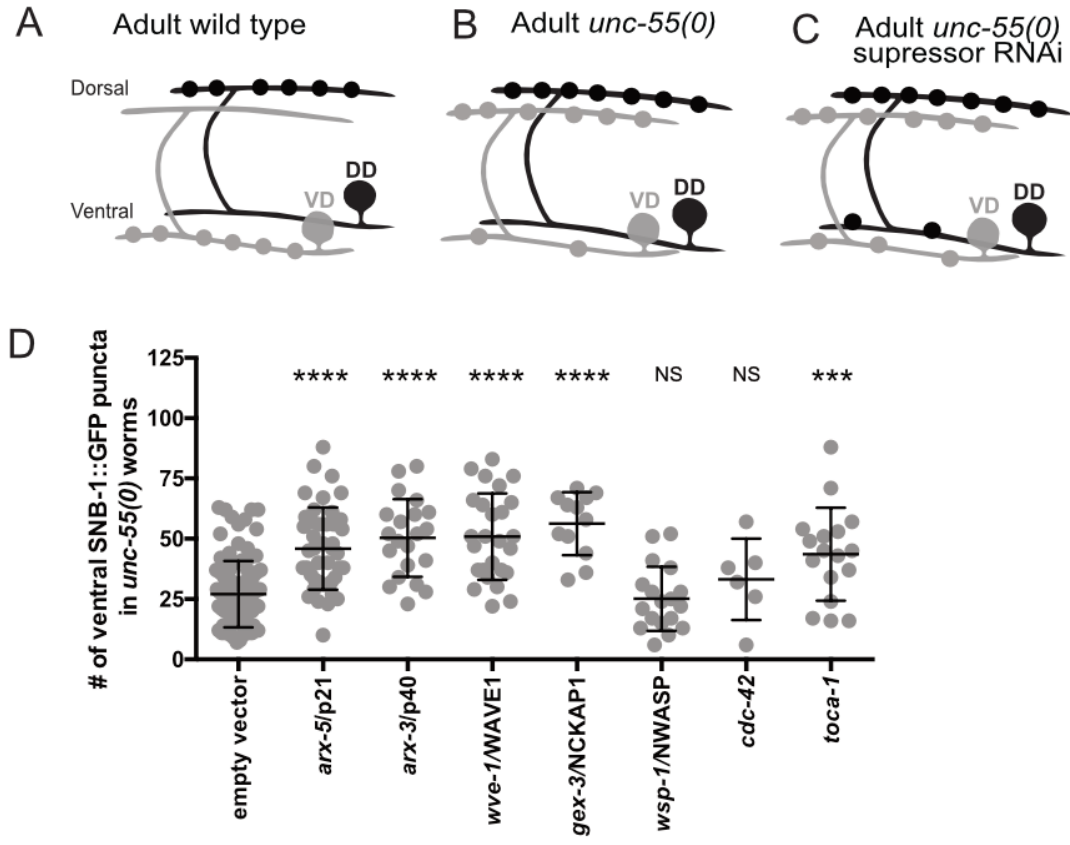 A
Adult wild type
Dorsal
Ventral
VD
DD
B
Adult unc-55(0)
VD
DD
C
Adult unc-55(0)
supressor RNAi
VD
DD
D
# of ventral SNB-1::GFP puncta
in unc-55(0) worms
125
100
75
50
25
0
****
****
****
****
NS
NS
***
empty vector
arx-5/p21
arx-3/p40
wve-1/WAVE1
gex-3/NCKAP1
wsp-1/NWASP
cdc-42
toca-1